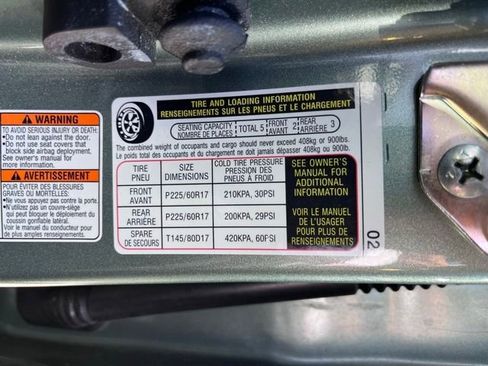 WARNING
TO AVOID SERIOUS INJURY OR DEATH:
•Do not lean against the door.
•Do not use seat covers that
block side airbag deployment.
See owner's manual for
more information.
AVERTISSEMENT
POUR ÉVITER DES BLESSURES
GRAVES OU MORTELLES:
•Ne vous appuyez pas contre la porte.
•N'utilisez pas un couvre-siège
qui peut bloquer le déploiement du
coussin gonflable latéral.
Voir le manuel du conducteur pour de
plus amples informations.
TIRE AND LOADING INFORMATION
RENSEIGNEMENTS SUR LES PNEUS ET LE CHARGEMENT
SEATING CAPACITY TOTAL 5 FRONT 2 REAR 3
NOMBRE DE PLACES AVANT ARRIÈRE
The combined weight of occupants and cargo should never exceed 408kg or 900lbs.
Le poids total des occupants et du chargement ne doit jamais dépasser 408kg ou 900lb.
TIRE SIZE COLD TIRE PRESSURE
PNEU DIMENSIONS PRESSION DES
PNEUS À FROID
FRONT P225/60R17 210KPA, 30PSI
AVANT
REAR P225/60R17 200KPA, 29PSI
ARRIÈRE
SPARE T145/80D17 420KPA, 60PSI
DE SECOURS
SEE OWNER'S
MANUAL FOR
ADDITIONAL
INFORMATION
VOIR LE MANUEL
DE L'USAGER
POUR PLUS DE
RENSEIGNEMENTS
02